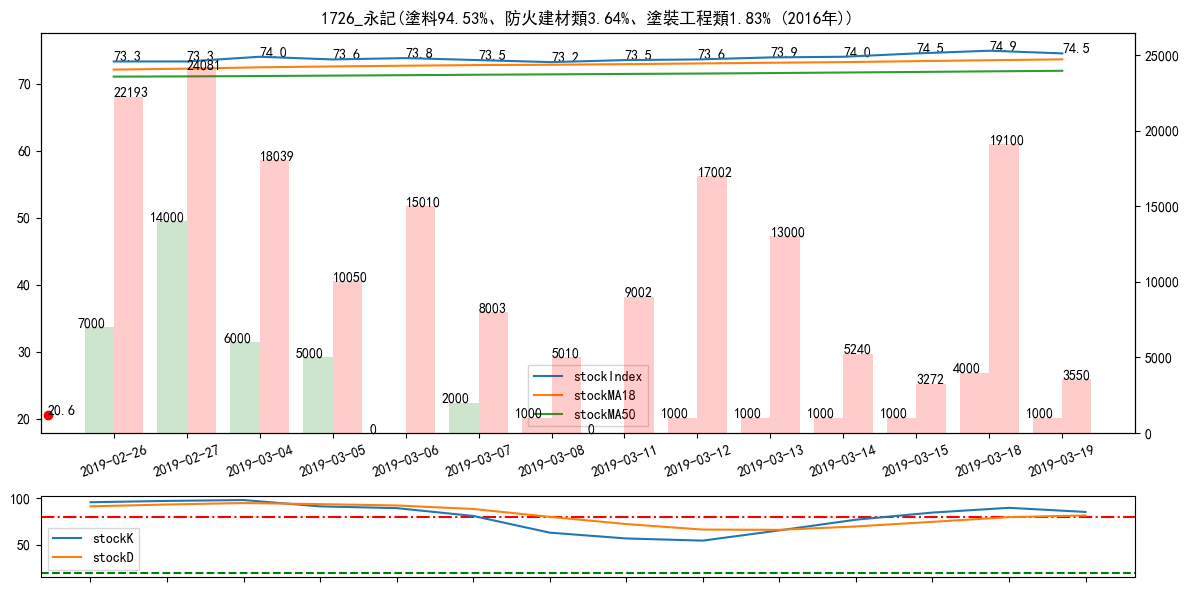 1726_永記(塗料94.53%、防火建材類3.64%、塗裝工程類1.83% (2016年))
73.3 73.3 74.0 73.6 73.8 73.5 73.2 73.5 73.6 73.9 74.0 74.5 74.9 74.5
70 60 50 40 30 20
25000 20000 15000 10000 5000 0
22193 24081 18039 10050 15010 8003 5010 9002 17002 13000 5240 3272 19100 3550
7000 14000 6000 5000 0 2000 1000 0 1000 1000 1000 1000 4000 1000
20.6
stockIndex
stockMA18
stockMA50
2019-02-26 2019-02-27 2019-03-04 2019-03-05 2019-03-06 2019-03-07 2019-03-08 2019-03-11 2019-03-12 2019-03-13 2019-03-14 2019-03-15 2019-03-18 2019-03-19
100
50
stockK
stockD